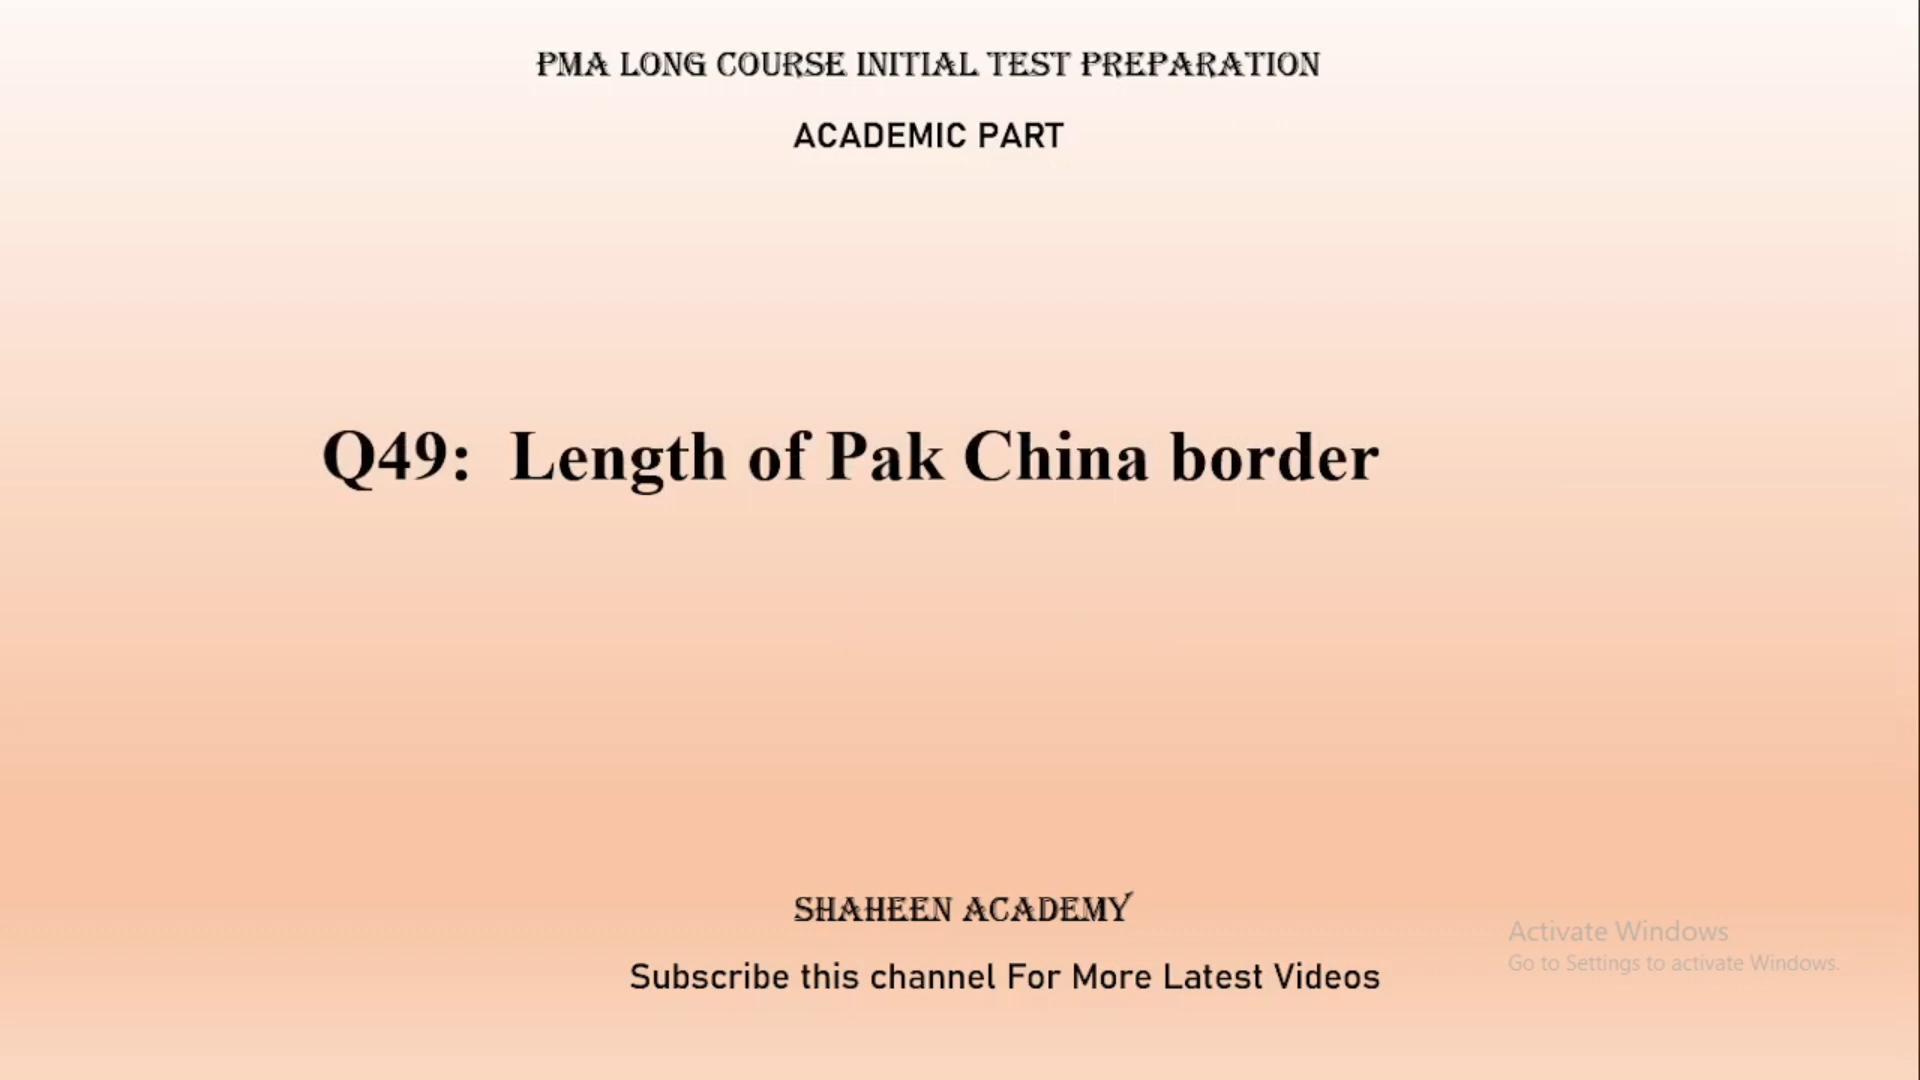 PMA LONG COURSE INITIAL TEST PREPARATION
ACADEMIC PART
Q49: Length of Pak China border
SHAHEEN ACADEMY
Subscribe this channel For More Latest Videos
Activate Windows
Go to Settings to activate Windows.